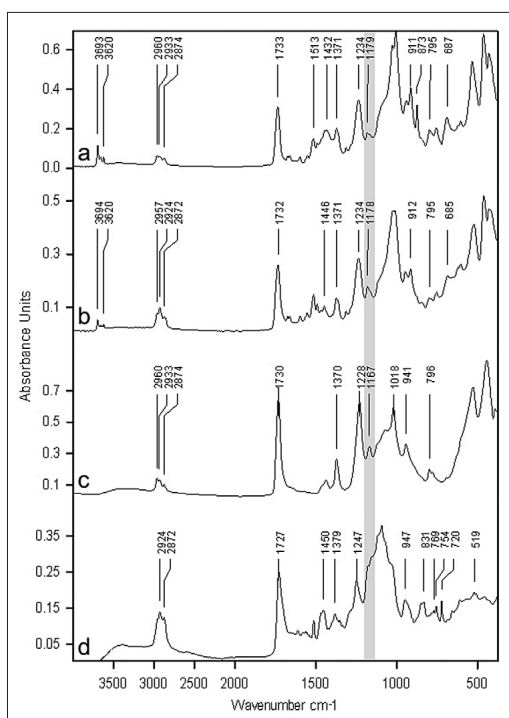 3693 3620 2960 2933 2874 1733 1513 1432 1371 1234 1179 911 873 795 687
0.6
0.4
0.2
0.0
a
3694 3620 2957 2924 2872 1732 1446 1371 1234 1178 912 795 685
0.5
0.3
0.1
b
Absorbance Units
2960 2933 2874 1730 1370 1228 1167 1018 941 796
0.7
0.5
0.3
0.1
c
2924 2872 1727 1450 1379 1247 947 831 769 754 720 519
0.35
0.25
0.15
0.05
d
3500 3000 2500 2000 1500 1000 500
Wavenumber cm-1